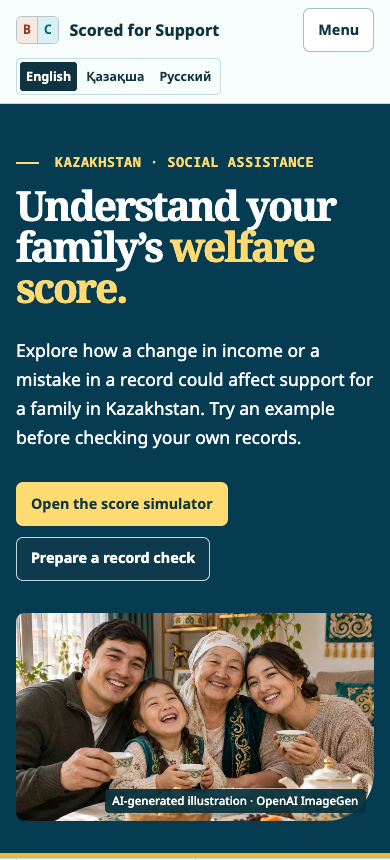 B C Scored for Support
Menu
English Қазақша Русский
KAZAKHSTAN · SOCIAL ASSISTANCE
Understand your
family’s welfare
score.
Explore how a change in income or a
mistake in a record could affect support for
a family in Kazakhstan. Try an example
before checking your own records.
Open the score simulator
Prepare a record check
AI-generated illustration · OpenAI ImageGen